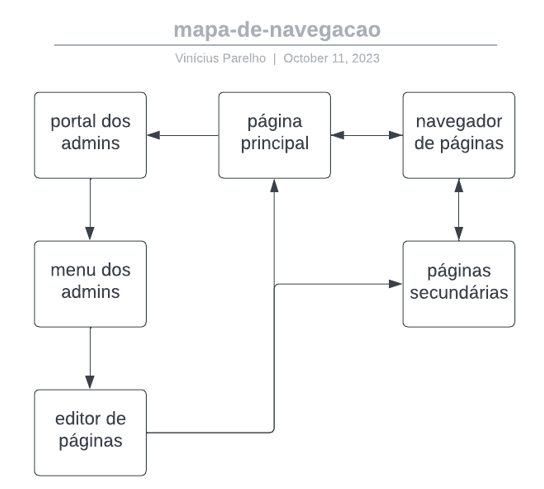 mapa-de-navegacao
Vinícius Parelho | October 11, 2023
portal dos
admins
página
principal
navegador
de páginas
menu dos
admins
páginas
secundárias
editor de
páginas